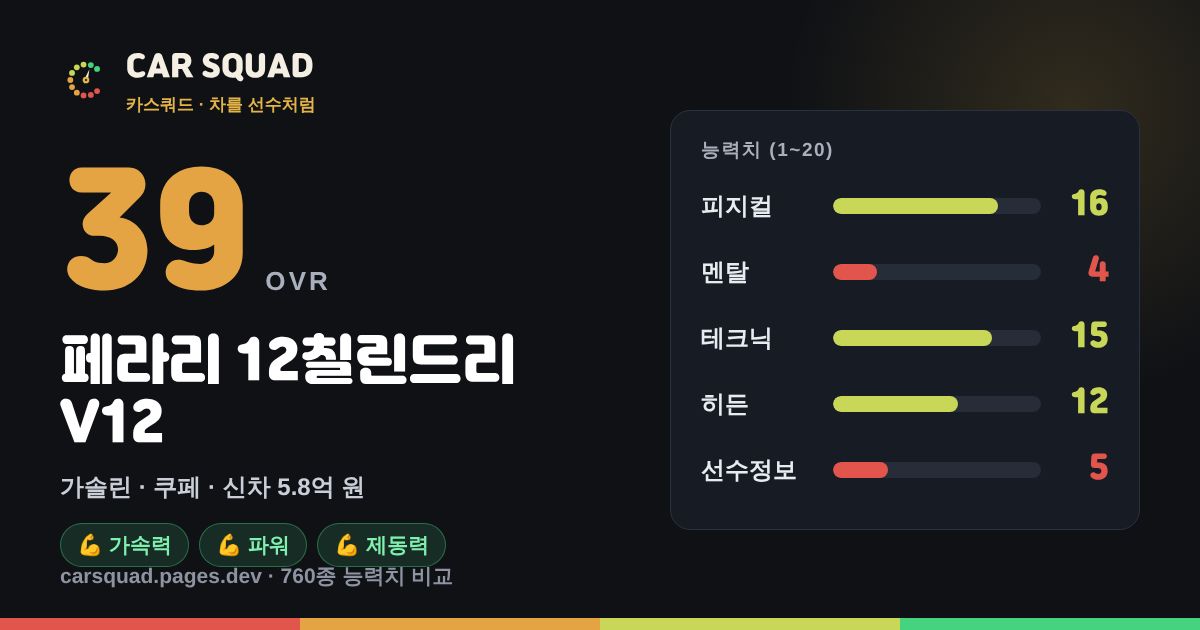 CAR SQUAD
카스쿼드 · 차를 선수처럼
39 OVR
페라리 12칠린드리
V12
가솔린 · 쿠페 · 신차 5.8억 원
💪 가속력 💪 파워 💪 제동력
carsquad.pages.dev · 760종 능력치 비교
능력치 (1~20)
피지컬 16
멘탈 4
테크닉 15
히든 12
선수정보 5